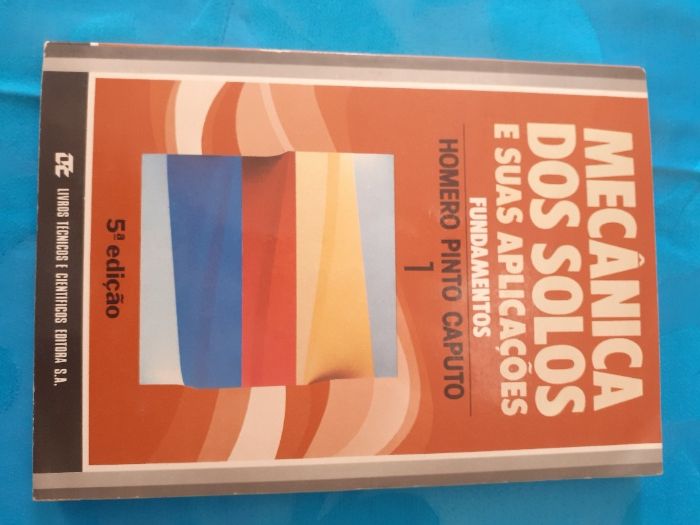 MECÂNICA
DOS SOLOS
E SUAS APLICAÇÕES
FUNDAMENTOS
HOMERO PINTO CAPUTO
1
5ª edição
LTC LIVROS TÉCNICOS E CIENTÍFICOS EDITORA S.A.